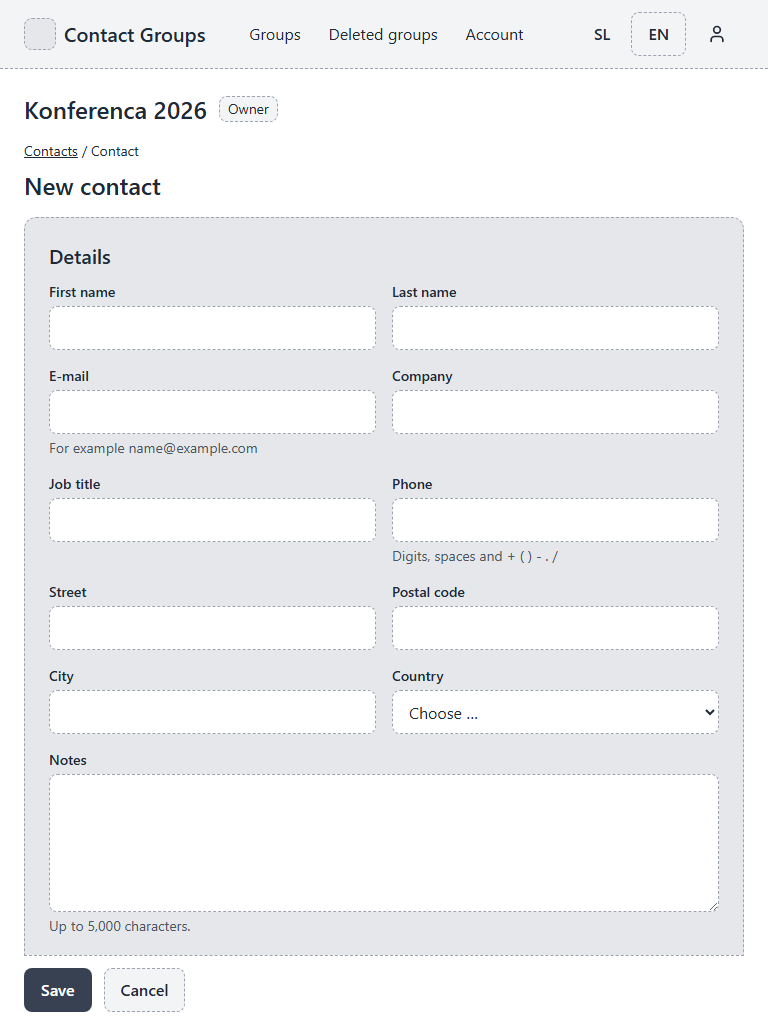 Contact Groups Groups Deleted groups Account SL EN
Konferenca 2026 Owner
Contacts / Contact
New contact
Details
First name Last name
E-mail Company
For example name@example.com
Job title Phone
Digits, spaces and + ( ) - . /
Street Postal code
City Country
Choose ...
Notes
Up to 5,000 characters.
Save Cancel